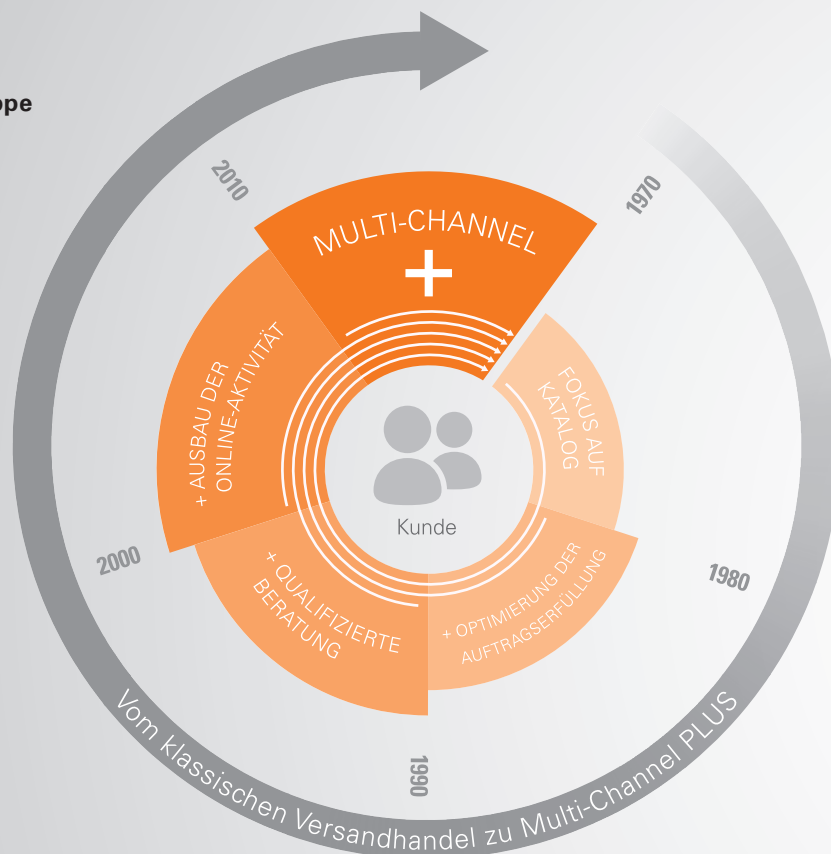 ppe
1970
1980
1990
2000
2010
FOKUS AUF
KATALOG
+ OPTIMIERUNG DER
AUFTRAGSERFÜLLUNG
+ QUALIFIZIERTE
BERATUNG
+ AUSBAU DER
ONLINE-AKTIVITÄT
MULTI-CHANNEL
+
Kunde
Vom klassischen Versandhandel zu Multi-Channel PLUS